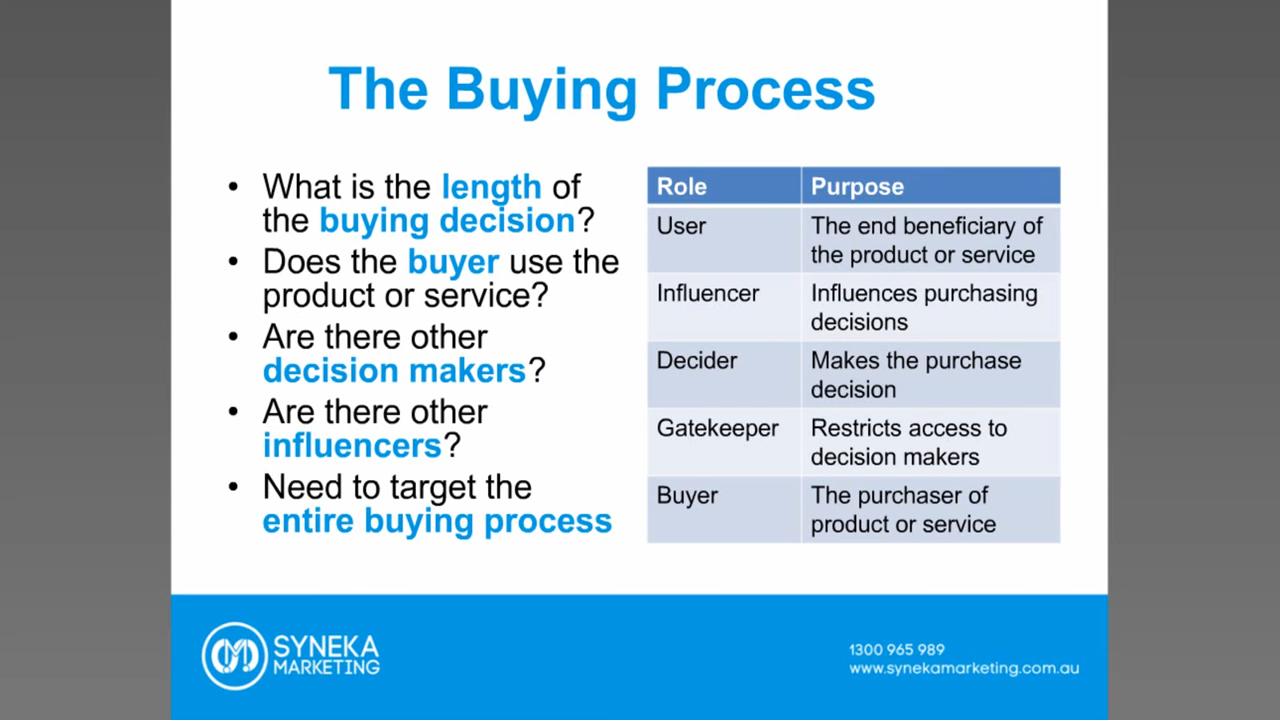 The Buying Process
• What is the length of
the buying decision?
• Does the buyer use the
product or service?
• Are there other
decision makers?
• Are there other
influencers?
• Need to target the
entire buying process
Role Purpose
User The end beneficiary of
the product or service
Influencer Influences purchasing
decisions
Decider Makes the purchase
decision
Gatekeeper Restricts access to
decision makers
Buyer The purchaser of
product or service
SYNEKA
MARKETING
1300 965 989
www.synekamarketing.com.au